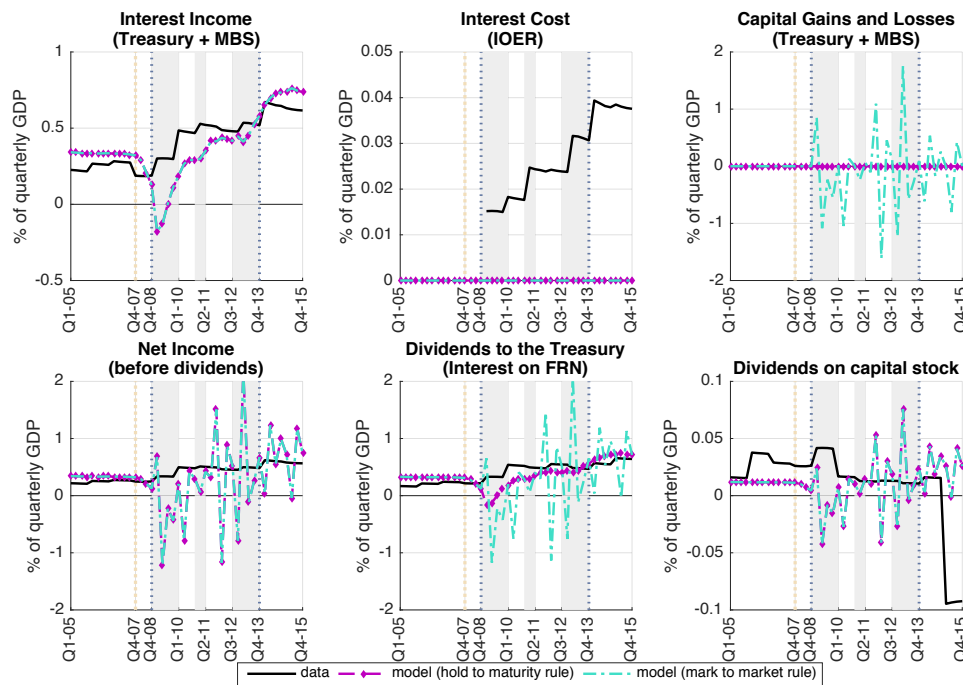 Interest Income
(Treasury + MBS)
% of quarterly GDP
1
0.5
0
-0.5
Q1-05
Q4-07
Q4-08
Q1-10
Q2-11
Q3-12
Q4-13
Q4-15
Interest Cost
(IOER)
% of quarterly GDP
0.05
0.04
0.03
0.02
0.01
0
Q1-05
Q4-07
Q4-08
Q1-10
Q2-11
Q3-12
Q4-13
Q4-15
Capital Gains and Losses
(Treasury + MBS)
% of quarterly GDP
2
1
0
-1
-2
Q1-05
Q4-07
Q4-08
Q1-10
Q2-11
Q3-12
Q4-13
Q4-15
Net Income
(before dividends)
% of quarterly GDP
2
1
0
-1
-2
Q1-05
Q4-07
Q4-08
Q1-10
Q2-11
Q3-12
Q4-13
Q4-15
Dividends to the Treasury
(Interest on FRN)
% of quarterly GDP
2
1
0
-1
-2
Q1-05
Q4-07
Q4-08
Q1-10
Q2-11
Q3-12
Q4-13
Q4-15
Dividends on capital stock
% of quarterly GDP
0.1
0.05
0
-0.05
-0.1
Q1-05
Q4-07
Q4-08
Q1-10
Q2-11
Q3-12
Q4-13
Q4-15
data
model (hold to maturity rule)
model (mark to market rule)